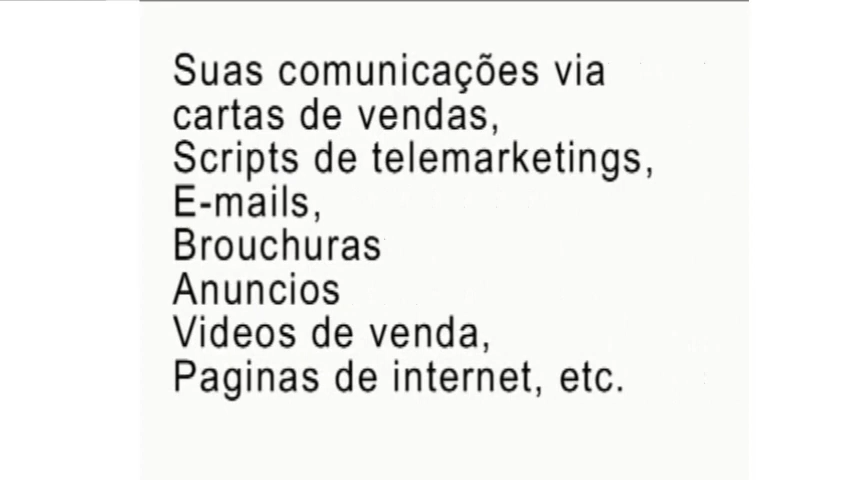 Suas comunicações via
cartas de vendas,
Scripts de telemarketings,
E-mails,
Brouchuras
Anuncios
Videos de venda,
Paginas de internet, etc.